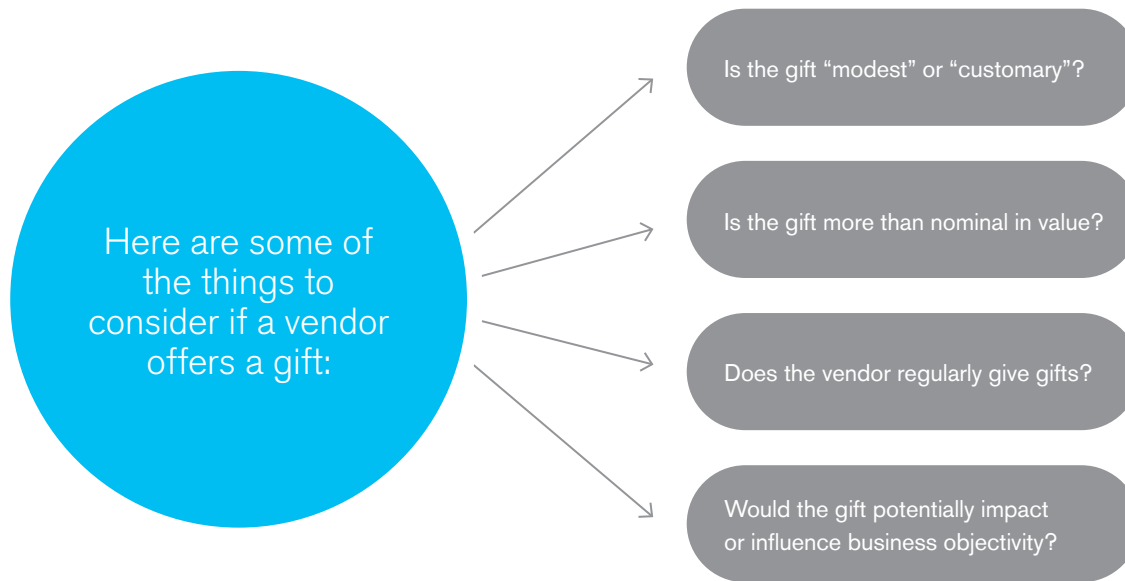 Here are some of
the things to
consider if a vendor
offers a gift:
Is the gift “modest” or “customary”?
Is the gift more than nominal in value?
Does the vendor regularly give gifts?
Would the gift potentially impact
or influence business objectivity?